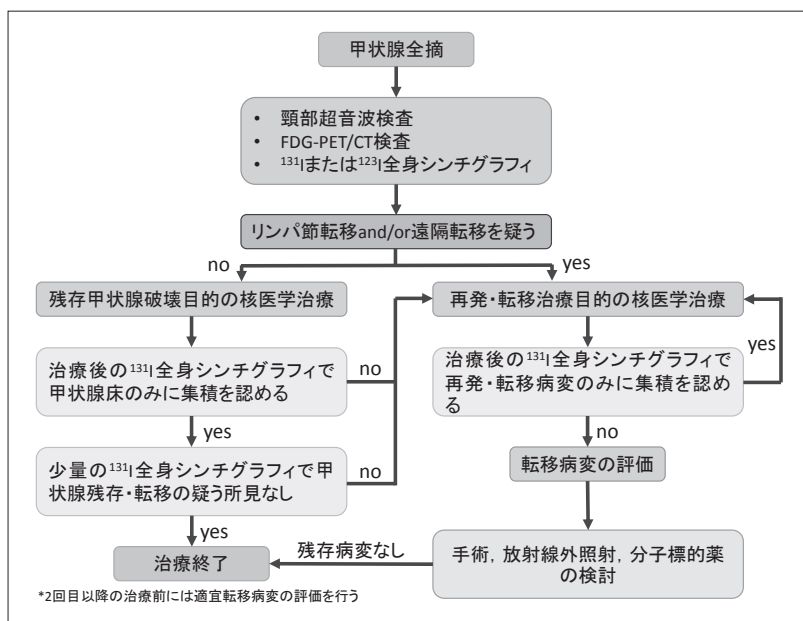 甲状腺全摘
• 頸部超音波検査
• FDG-PET/CT検査
• ¹³¹Iまたは¹²³I全身シンチグラフィ
リンパ節転移and/or遠隔転移を疑う
no
yes
残存甲状腺破壊目的の核医学治療
再発・転移治療目的の核医学治療
治療後の¹³¹I全身シンチグラフィで
甲状腺床のみに集積を認める
no
治療後の¹³¹I全身シンチグラフィで
再発・転移病変のみに集積を認め
る
yes
yes
no
少量の¹³¹I全身シンチグラフィで甲
状腺残存・転移の疑う所見なし
no
転移病変の評価
yes
治療終了
残存病変なし
手術，放射線外照射，分子標的薬
の検討
*2回目以降の治療前には適宜転移病変の評価を行う